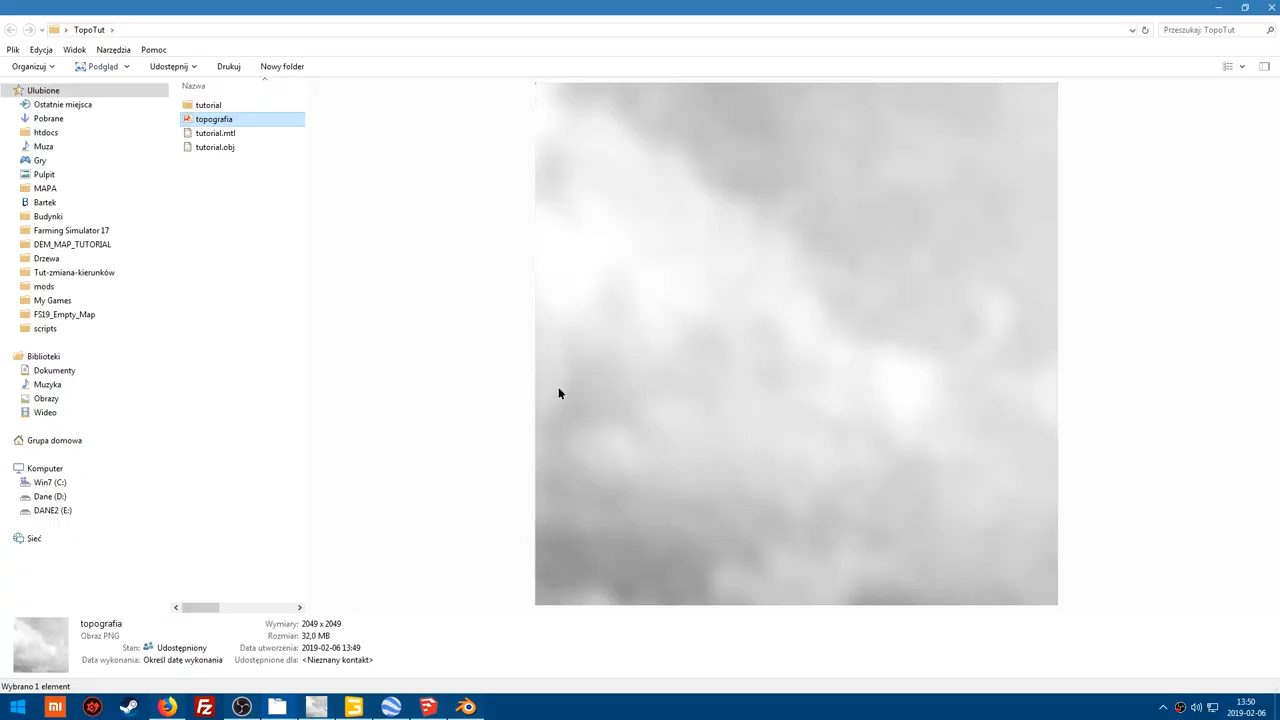 TopoTut
Przeszukaj: TopoTut
Plik Edycja Widok Narzędzia Pomoc
Organizuj Podgląd Udostępnij Drukuj Nowy folder
Nazwa
tutorial
topografia
tutorial.mtl
tutorial.obj
Ulubione
Ostatnie miejsca
Pobrane
htdocs
Muza
Gry
Pulpit
MAPA
Bartek
Budynki
Farming Simulator 17
DEM_MAP_TUTORIAL
Drzewa
Tut-zmiana-kierunków
mods
My Games
FS19_Empty_Map
scripts
Biblioteki
Dokumenty
Muzyka
Obrazy
Wideo
Grupa domowa
Komputer
Win7 (C:)
Dane (D:)
DANE2 (E:)
Sieć
topografia
Obraz PNG
Stan: Udostępniony
Data wykonania: Określ datę wykonania
Wymiary: 2049 x 2049
Rozmiar: 32,0 MB
Data utworzenia: 2019-02-06 13:49
Udostępnione dla: <Nieznany kontakt>
Wybrano 1 element
13:50
2019-02-06